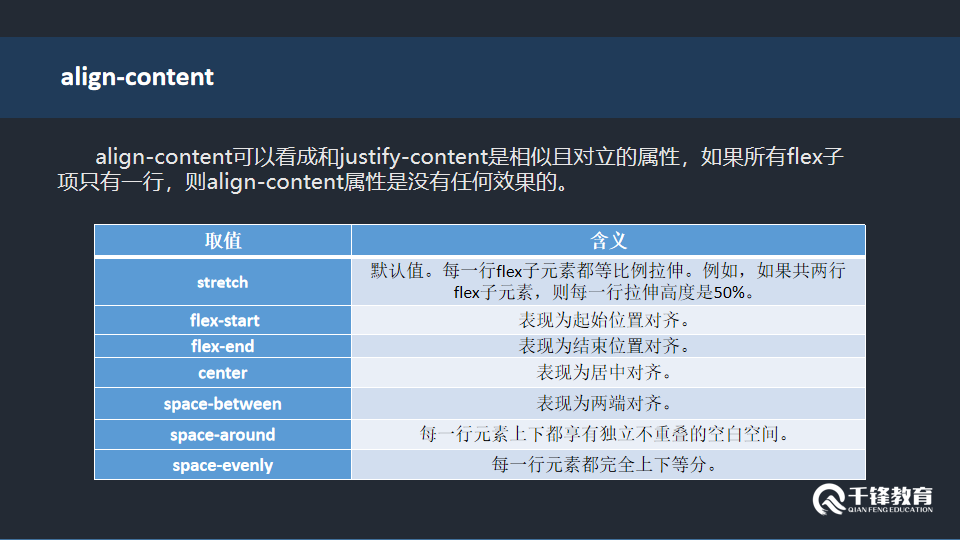 align-content
align-content可以看成和justify-content是相似且对立的属性，如果所有flex子
项只有一行，则align-content属性是没有任何效果的。
取值 含义
stretch 默认值。每一行flex子元素都等比例拉伸。例如，如果共两行
flex子元素，则每一行拉伸高度是50%。
flex-start 表现为起始位置对齐。
flex-end 表现为结束位置对齐。
center 表现为居中对齐。
space-between 表现为两端对齐。
space-around 每一行元素上下都享有独立不重叠的空白空间。
space-evenly 每一行元素都完全上下等分。
千锋教育
QIAN FENG EDUCATION